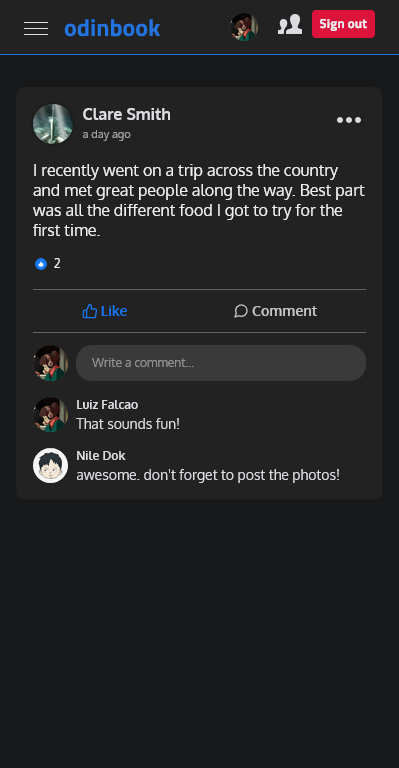 odinbook
Sign out
Clare Smith
a day ago
I recently went on a trip across the country
and met great people along the way. Best part
was all the different food I got to try for the
first time.
2
Like
Comment
Write a comment...
Luiz Falcao
That sounds fun!
Nile Dok
awesome. don't forget to post the photos!